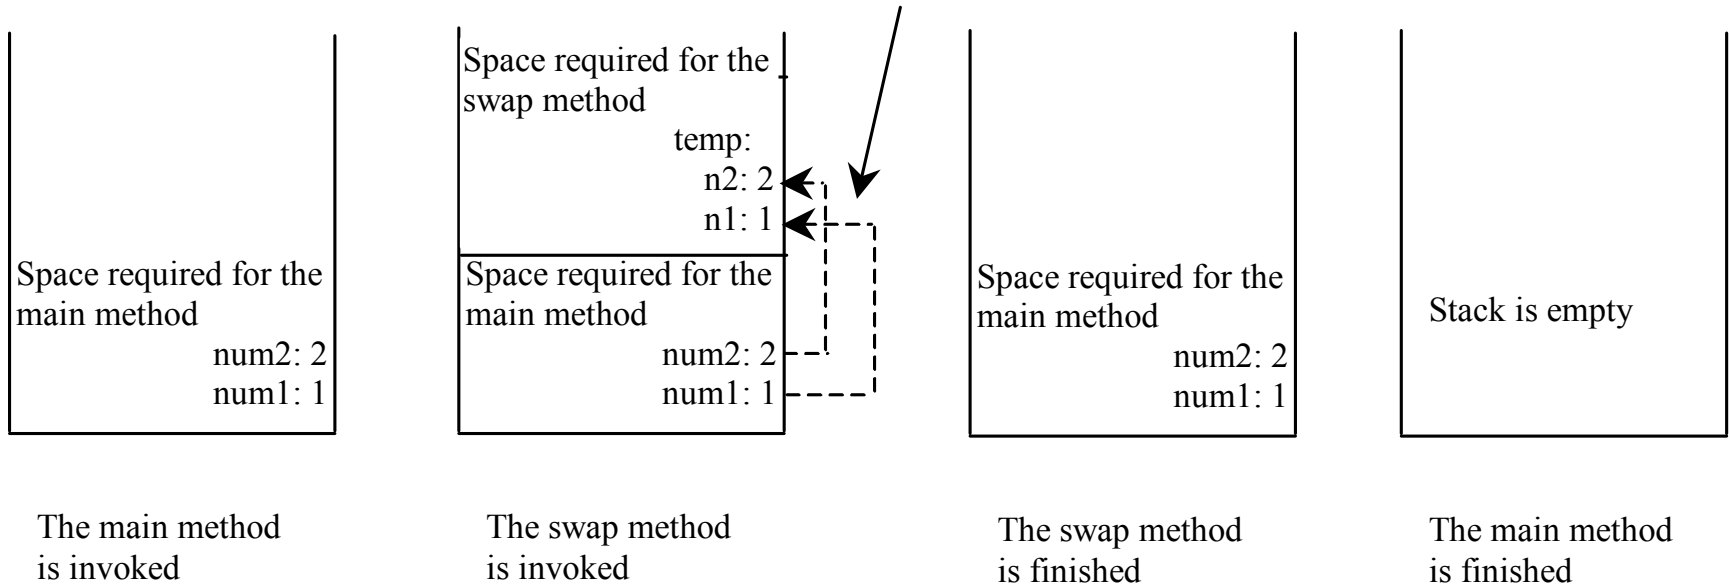 Space required for the
main method
num2: 2
num1: 1
The main method
is invoked
Space required for the
swap method
temp:
n2: 2
n1: 1
Space required for the
main method
num2: 2
num1: 1
The swap method
is invoked
Space required for the
main method
num2: 2
num1: 1
The swap method
is finished
Stack is empty
The main method
is finished